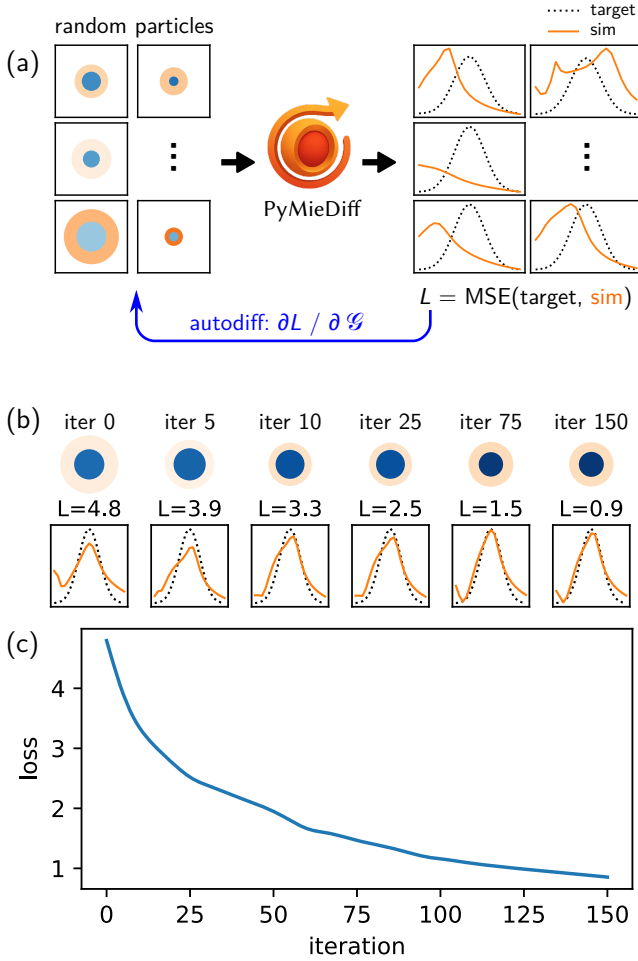 random particles
target
sim
(a)
⋮
⋮
PyMieDiff
L = MSE(target, sim)
autodiff: ∂L / ∂ 𝒢
(b)
iter 0 iter 5 iter 10 iter 25 iter 75 iter 150
L=4.8 L=3.9 L=3.3 L=2.5 L=1.5 L=0.9
(c)
4
3
2
1
loss
0 25 50 75 100 125 150
iteration